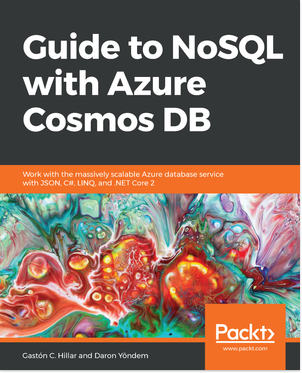 Guide to NoSQL
with Azure
Cosmos DB
Work with the massively scalable Azure database service
with JSON, C#, LINQ, and .NET Core 2
Packt>
www.packt.com
Gastón C. Hillar and Daron Yöndem